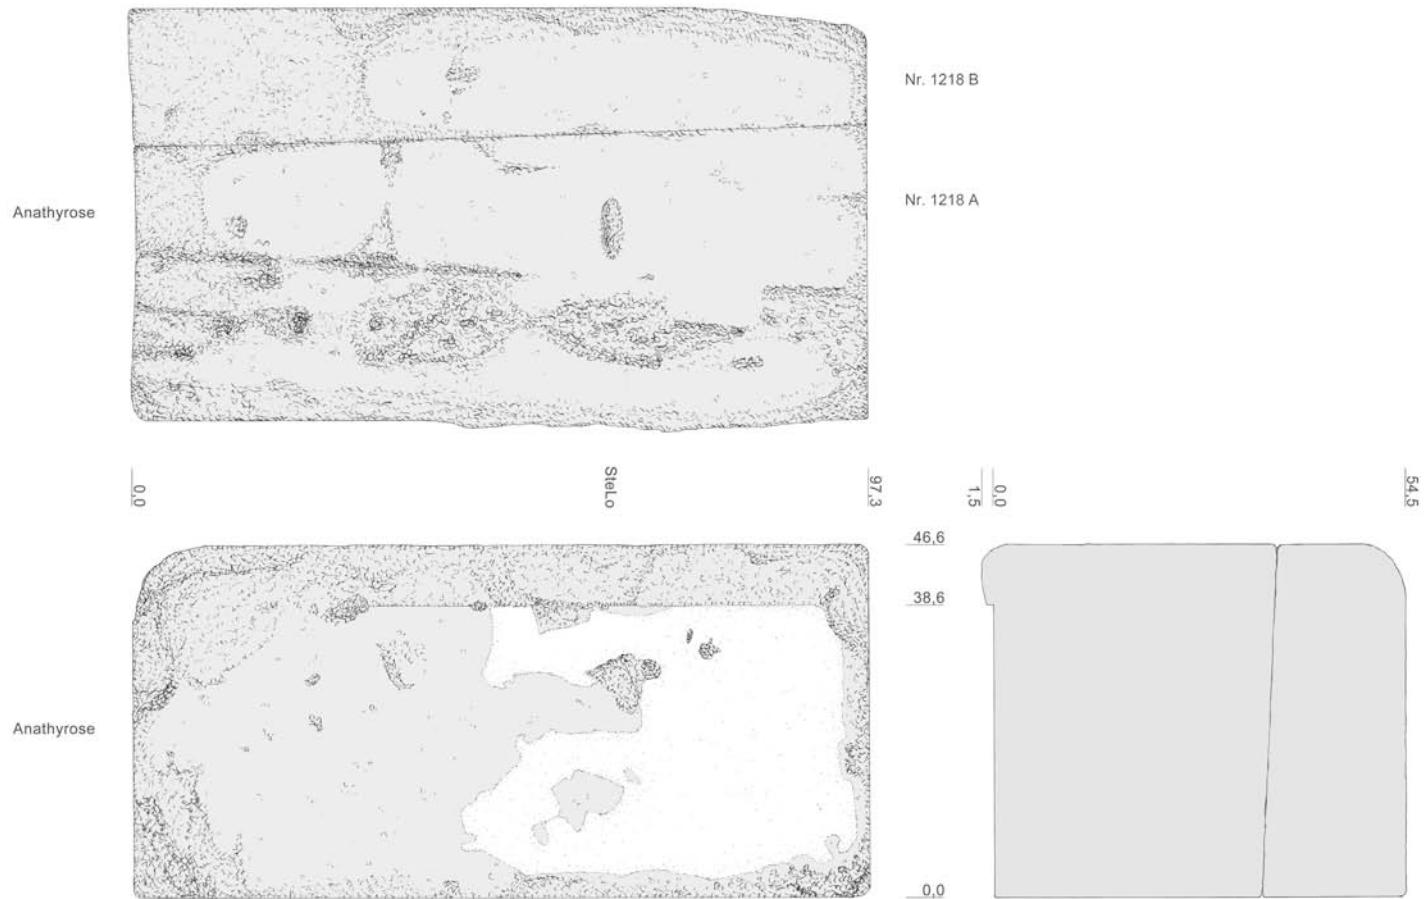 Nr. 1218 B
Nr. 1218 A
Anathyrose
0,0
SteLo
97,3
1,5
0,0
54,5
46,6
38,6
Anathyrose
0,0